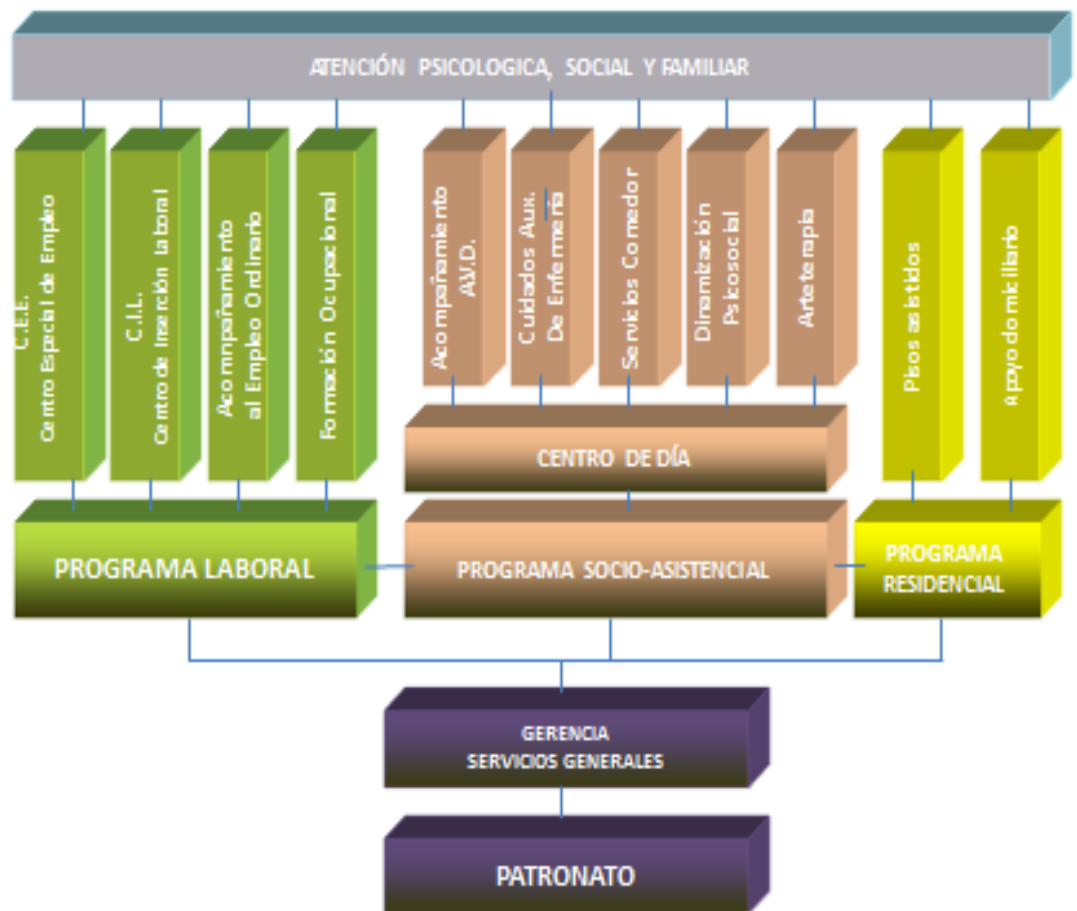 ATENCIÓN PSICOLOGICA, SOCIAL Y FAMILIAR
C.E.E.
Centro Especial de Empleo
C.I.L.
Centro de Inserción Laboral
Acompañamiento
al Empleo Ordinario
Formación Ocupacional
Acompañamiento
A.V.D.
Cuidados Aux.
De Enfermería
Servicios Comedor
Dinamización
Psicosocial
Arteterapia
Pisos asistidos
Apoyo domiciliario
CENTRO DE DÍA
PROGRAMA LABORAL
PROGRAMA SOCIO-ASISTENCIAL
PROGRAMA
RESIDENCIAL
GERENCIA
SERVICIOS GENERALES
PATRONATO